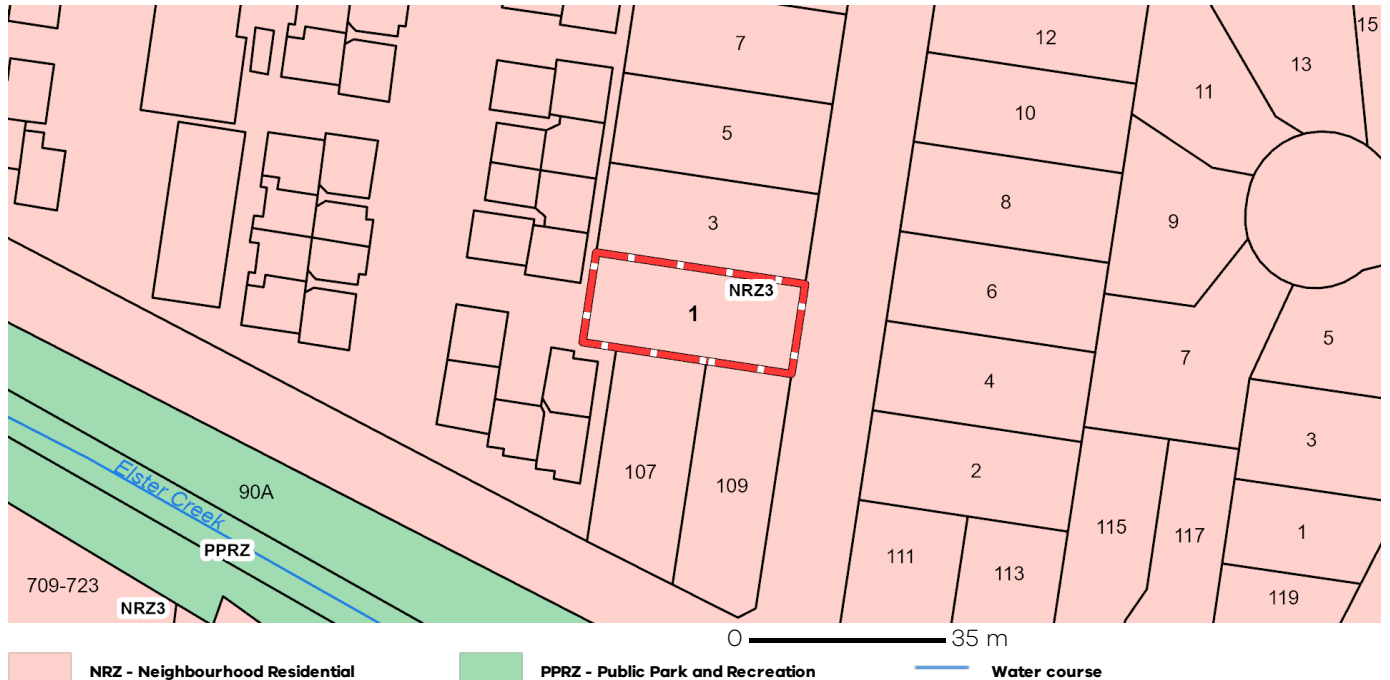 15
12
13
7
11
10
5
8
9
3
NRZ3
6
1
5
7
4
3
2
107
109
90A
Elster Creek
115
117
1
PPRZ
111
113
709-723
119
NRZ3
0 35 m
NRZ - Neighbourhood Residential
PPRZ - Public Park and Recreation
Water course